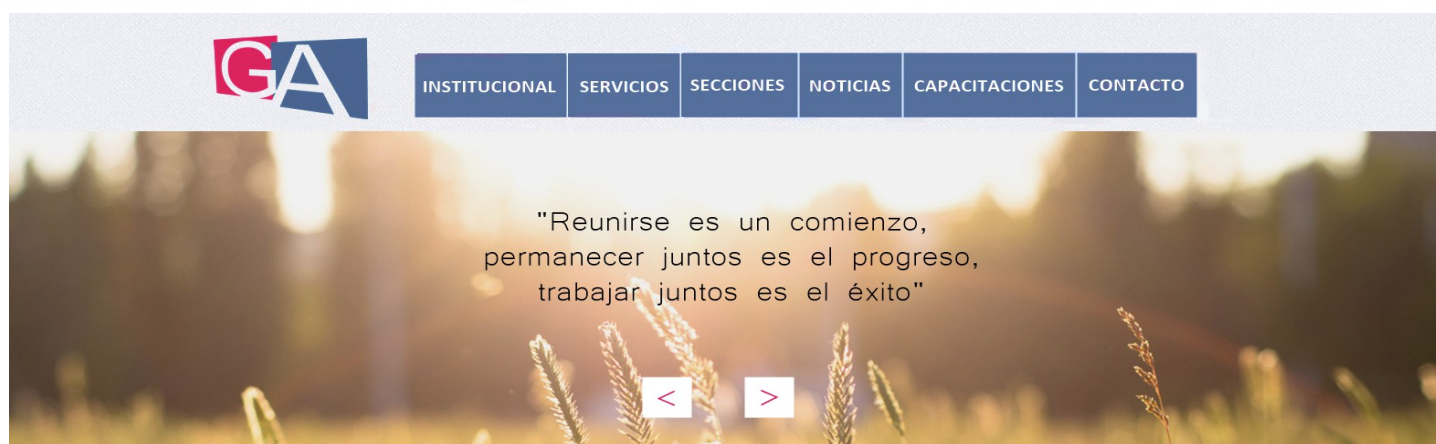 GA
INSTITUCIONAL SERVICIOS SECCIONES NOTICIAS CAPACITACIONES CONTACTO
"Reunirse es un comienzo,
permanecer juntos es el progreso,
trabajar juntos es el éxito"
< >